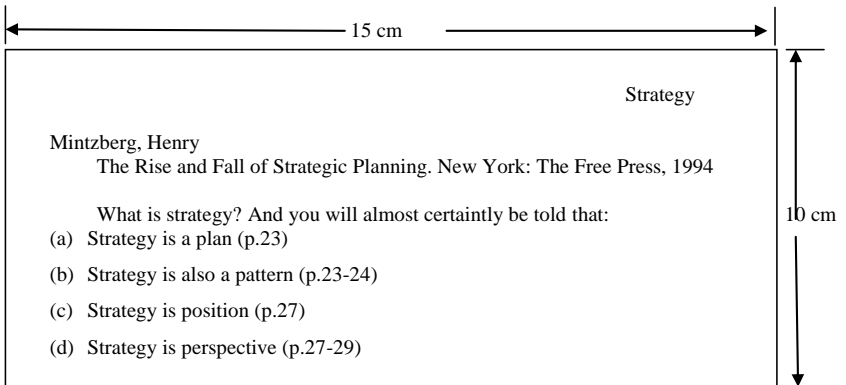 15 cm
Strategy
Mintzberg, Henry
The Rise and Fall of Strategic Planning. New York: The Free Press, 1994
What is strategy? And you will almost certaintly be told that:
10 cm
(a) Strategy is a plan (p.23)
(b) Strategy is also a pattern (p.23-24)
(c) Strategy is position (p.27)
(d) Strategy is perspective (p.27-29)